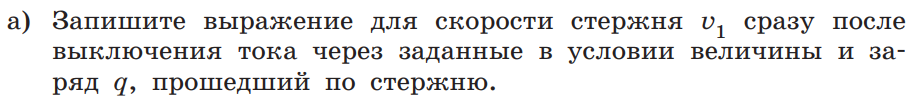 а) Запишите выражение для скорости стержня v₁ сразу после
выключения тока через заданные в условии величины и за-
ряд q, прошедший по стержню.